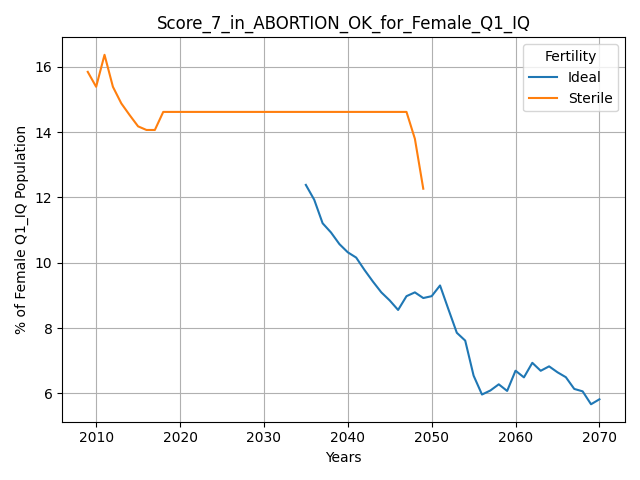 Score_7_in_ABORTION_OK_for_Female_Q1_IQ
% of Female Q1_IQ Population
16
14
12
10
8
6
Fertility
Ideal
Sterile
2010 2020 2030 2040 2050 2060 2070
Years